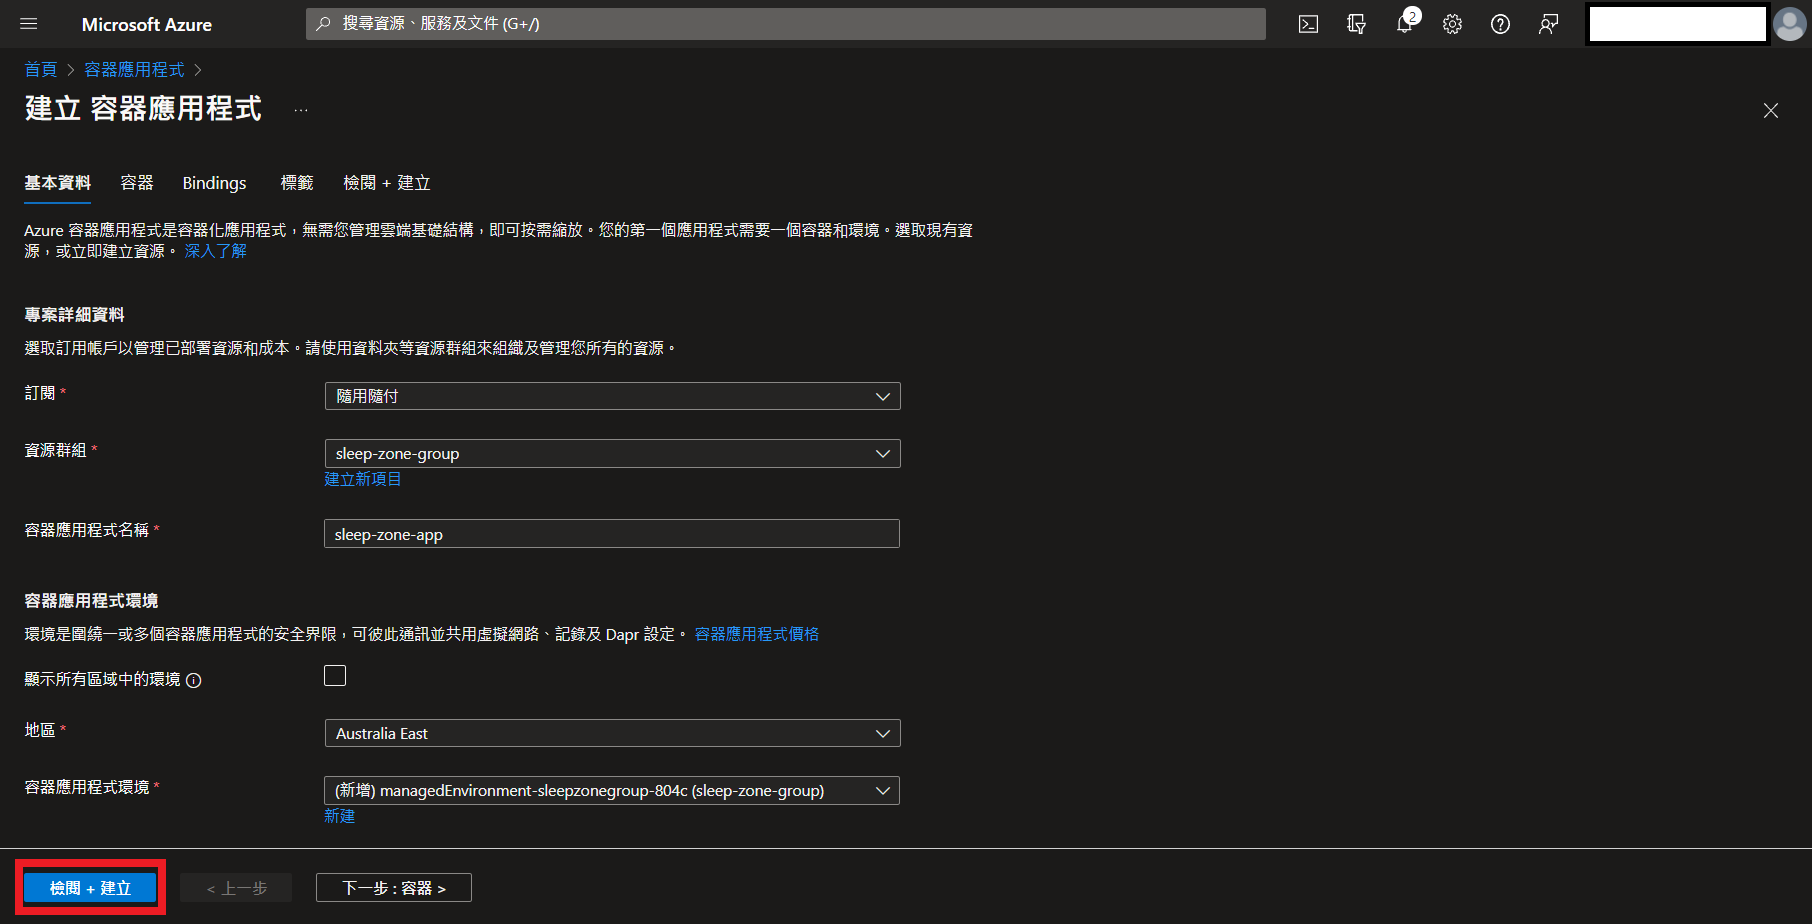 Microsoft Azure
搜尋資源、服務及文件 (G+/)
2
首頁 > 容器應用程式 >
建立 容器應用程式 ...
基本資料 容器 Bindings 標籤 檢閱 + 建立
Azure 容器應用程式是容器化應用程式，無需您管理雲端基礎結構，即可按需縮放。您的第一個應用程式需要一個容器和環境。選取現有資
源，或立即建立資源。 深入了解
專案詳細資料
選取訂用帳戶以管理已部署資源和成本。請使用資料夾等資源群組來組織及管理您所有的資源。
訂閱 *
隨用隨付
資源群組 *
sleep-zone-group
建立新項目
容器應用程式名稱 *
sleep-zone-app
容器應用程式環境
環境是圍繞一或多個容器應用程式的安全界限，可彼此通訊並共用虛擬網路、記錄及 Dapr 設定。 容器應用程式價格
顯示所有區域中的環境
地區 *
Australia East
容器應用程式環境 *
(新增) managedEnvironment-sleepzonegroup-804c (sleep-zone-group)
新建
檢閱 + 建立 < 上一步 下一步 : 容器 >